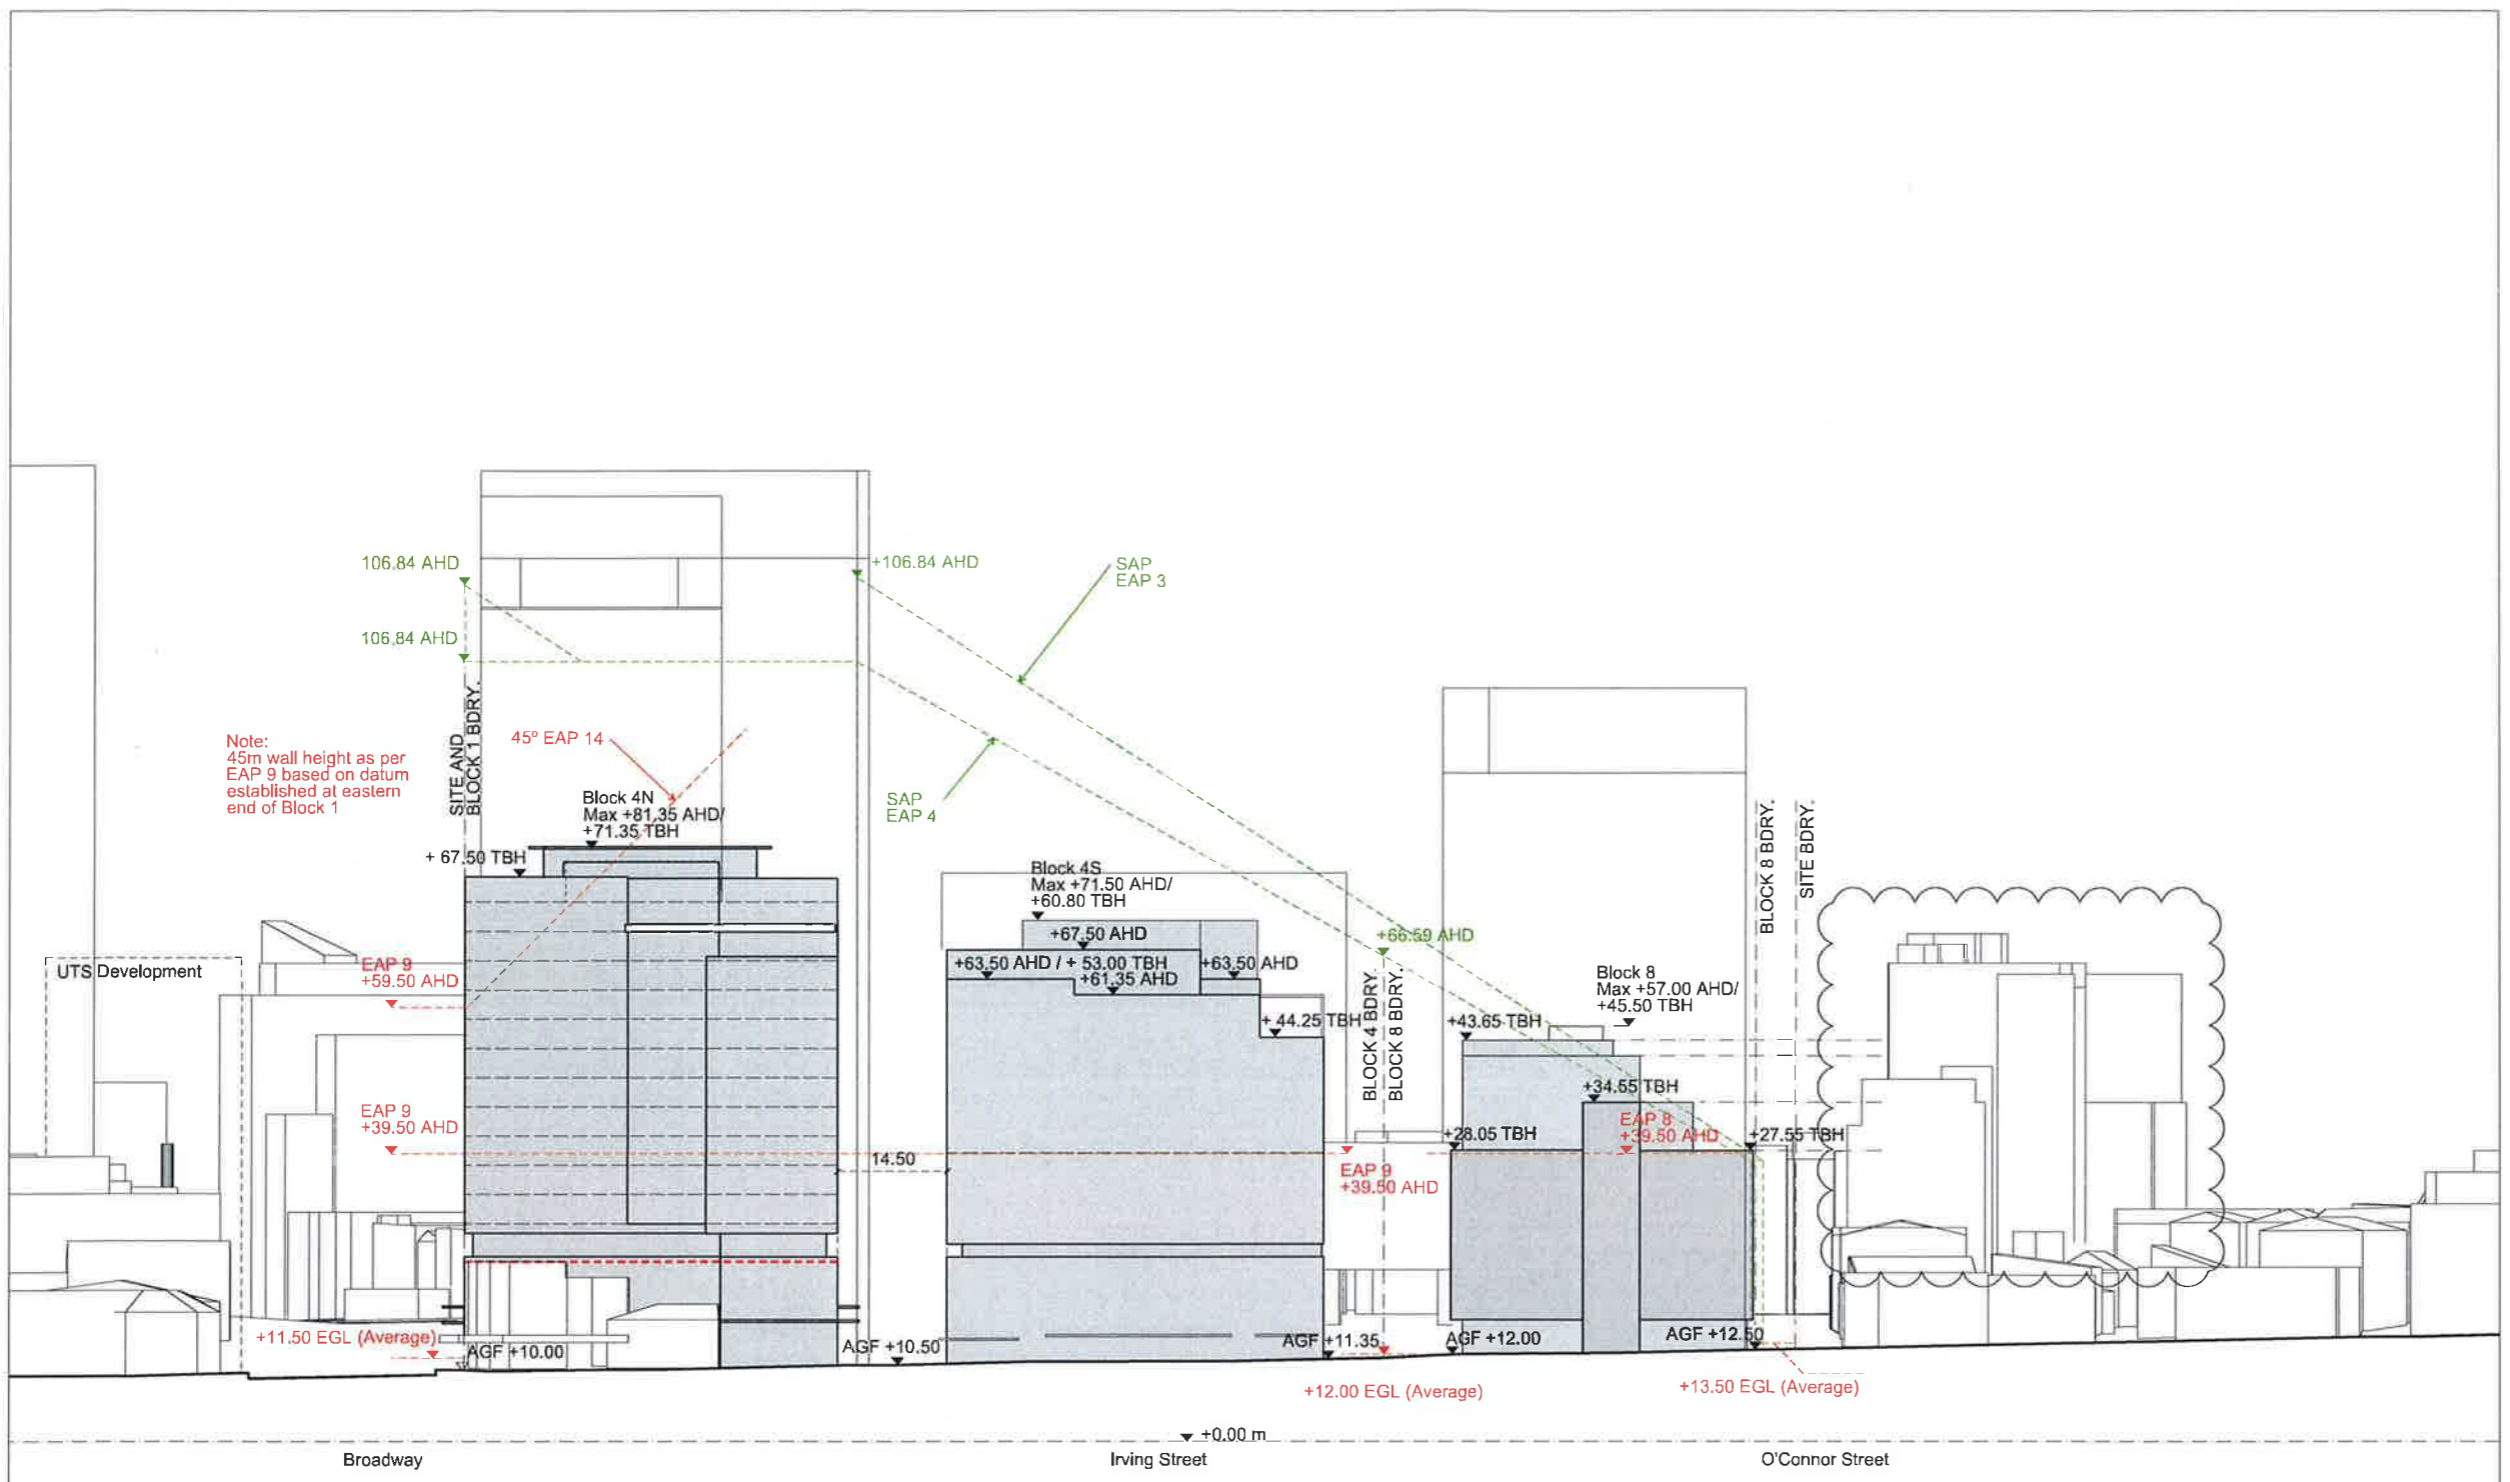 106.84 AHD
+106.84 AHD
SAP
EAP 3
106.84 AHD
SITE AND
BLOCK 1 BDRY.
Note:
45m wall height as per
EAP 9 based on datum
established at eastern
end of Block 1
45º EAP 14
SAP
EAP 4
Block 4N
Max +81.35 AHD/
+71.35 TBH
+ 67.50 TBH
Block 4S
Max +71.50 AHD/
+60.80 TBH
+67.50 AHD
+63.50 AHD / + 53.00 TBH
+63.50 AHD
+61.35 AHD
+ 44.25 TBH
+66.59 AHD
BLOCK 4 BDRY.
BLOCK 8 BDRY.
BLOCK 8 BDRY.
SITE BDRY.
UTS Development
EAP 9
+59.50 AHD
Block 8
Max +57.00 AHD/
+45.50 TBH
+43.65 TBH
+34.55 TBH
EAP 9
+39.50 AHD
EAP 8
+39.50 AHD
+28.05 TBH
+27.55 TBH
14.50
EAP 9
+39.50 AHD
+11.50 EGL (Average)
AGF +10.00
AGF +10.50
AGF +11.35
AGF +12.00
AGF +12.50
+12.00 EGL (Average)
+13.50 EGL (Average)
+0.00 m
Broadway
Irving Street
O'Connor Street